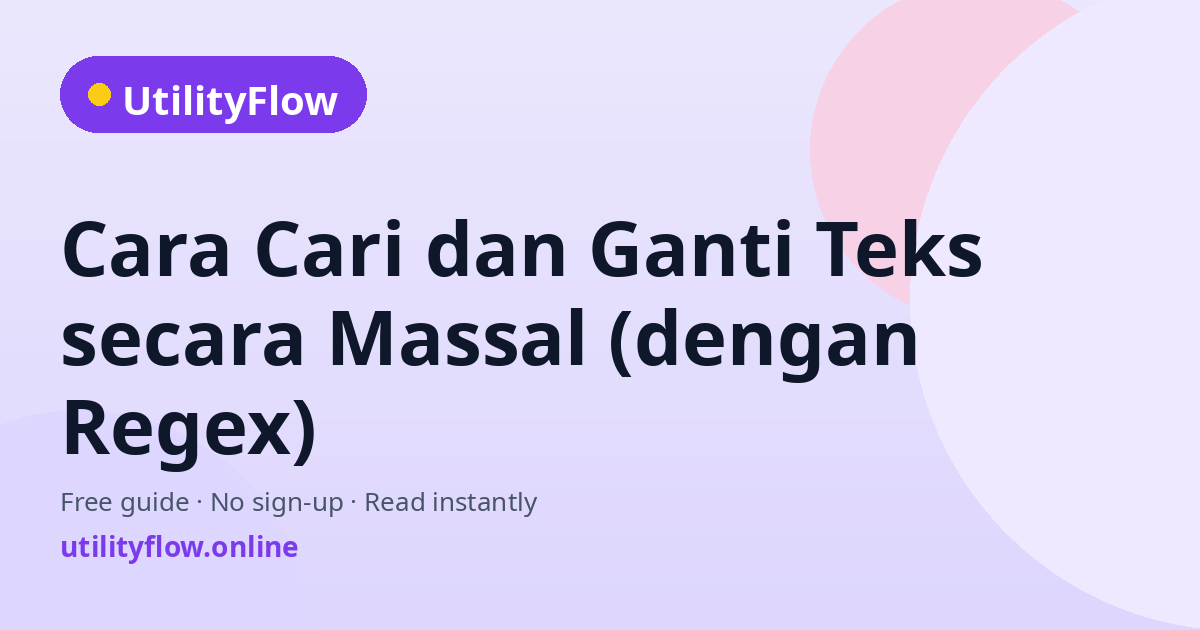 UtilityFlow
Cara Cari dan Ganti Teks
secara Massal (dengan
Regex)
Free guide · No sign-up · Read instantly
utilityflow.online